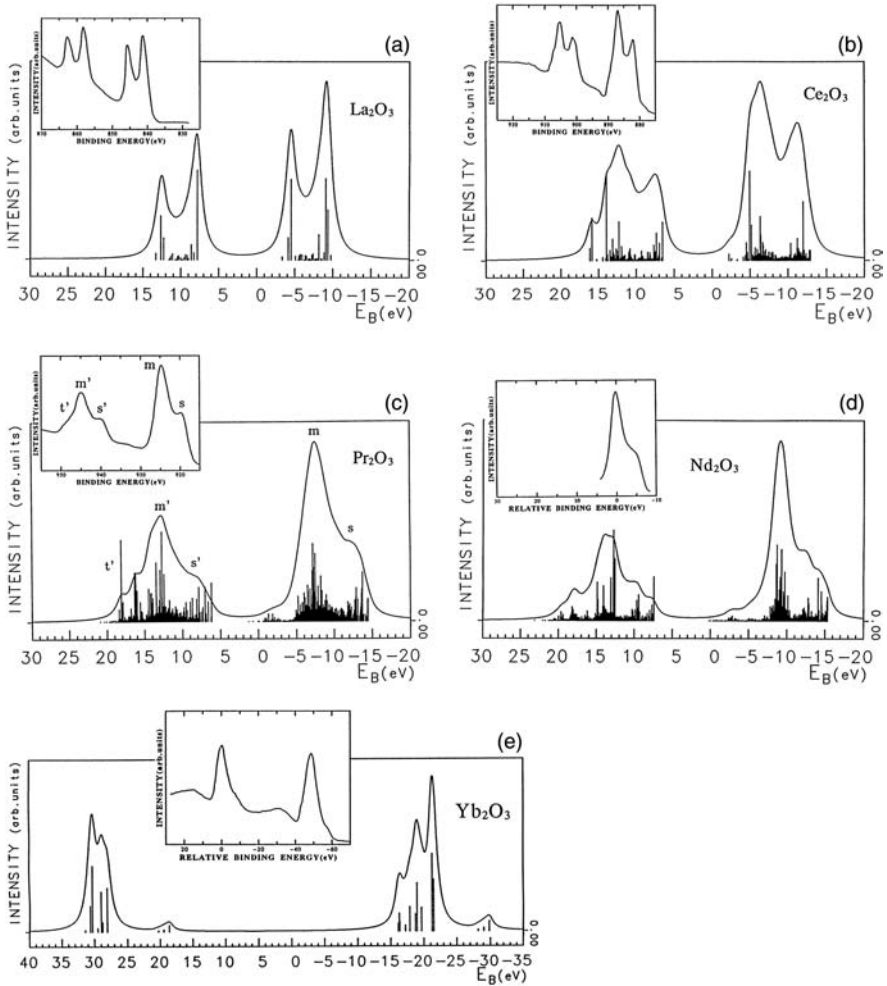 (a)
INTENSITY(arb.units)
BINDING ENERGY(eV)
La₂O₃
INTENSITY (arb.units)
0.00
30 25 20 15 10 5 0 -5 -10 -15 -20
E_B(eV)
(b)
INTENSITY(arb.units)
BINDING ENERGY(eV)
Ce₂O₃
INTENSITY (arb.units)
0.00
30 25 20 15 10 5 0 -5 -10 -15 -20
E_B(eV)
(c)
INTENSITY(arb.units)
t' m' s' m s
BINDING ENERGY(eV)
Pr₂O₃
INTENSITY (arb.units)
t' m' s' m s
0.00
30 25 20 15 10 5 0 -5 -10 -15 -20
E_B(eV)
(d)
INTENSITY(arb.units)
RELATIVE BINDING ENERGY(eV)
Nd₂O₃
INTENSITY (arb.units)
0.00
30 25 20 15 10 5 0 -5 -10 -15 -20
E_B(eV)
(e)
INTENSITY(arb.units)
RELATIVE BINDING ENERGY(eV)
Yb₂O₃
INTENSITY (arb.units)
0.00
40 35 30 25 20 15 10 5 0 -5 -10 -15 -20 -25 -30 -35
E_B(eV)